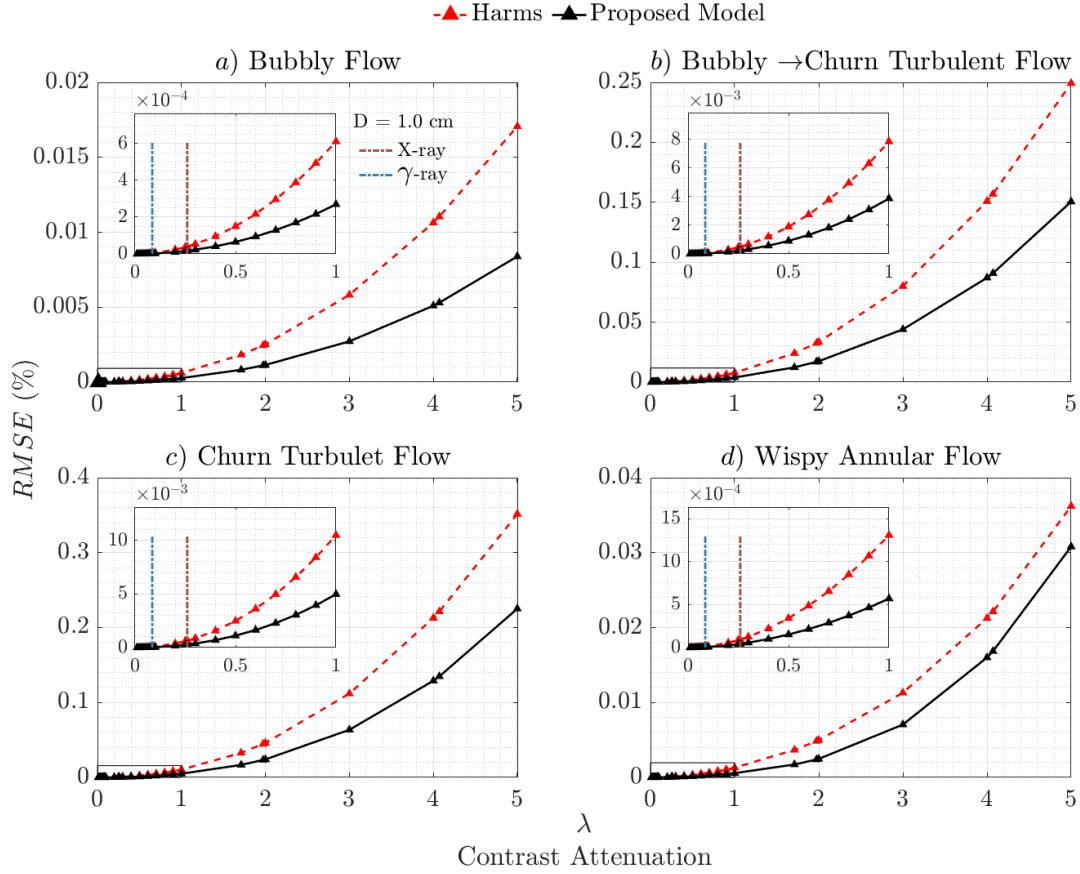 Harms Proposed Model
a) Bubbly Flow
0.02
0.015
0.01
0.005
0
0 1 2 3 4 5
×10⁻⁴
6
4
2
0
0 0.5 1
D = 1.0 cm
X-ray
γ-ray
b) Bubbly →Churn Turbulent Flow
0.25
0.20
0.15
0.10
0.05
0
0 1 2 3 4 5
×10⁻³
8
6
4
2
0
0 0.5 1
RMSE (%)
c) Churn Turbulet Flow
0.4
0.3
0.2
0.1
0
0 1 2 3 4 5
×10⁻³
10
5
0
0 0.5 1
d) Wispy Annular Flow
0.04
0.03
0.02
0.01
0
0 1 2 3 4 5
×10⁻⁴
15
10
5
0
0 0.5 1
λ
Contrast Attenuation